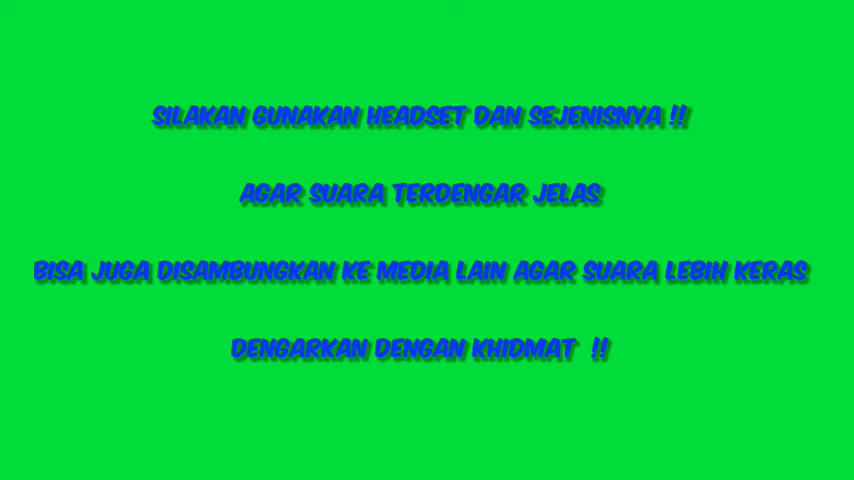 SILAKAN GUNAKAN HEADSET DAN SEJENISNYA !!
AGAR SUARA TERDENGAR JELAS
BISA JUGA DISAMBUNGKAN KE MEDIA LAIN AGAR SUARA LEBIH KERAS
DENGARKAN DENGAN KHIDMAT !!